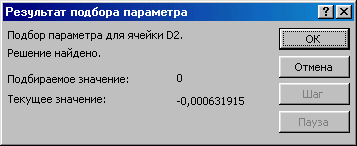 Результат подбора параметра
Подбор параметра для ячейки D2.
Решение найдено.
Подбираемое значение: 0
Текущее значение: -0,000631915
ОК
Отмена
Шаг
Пауза